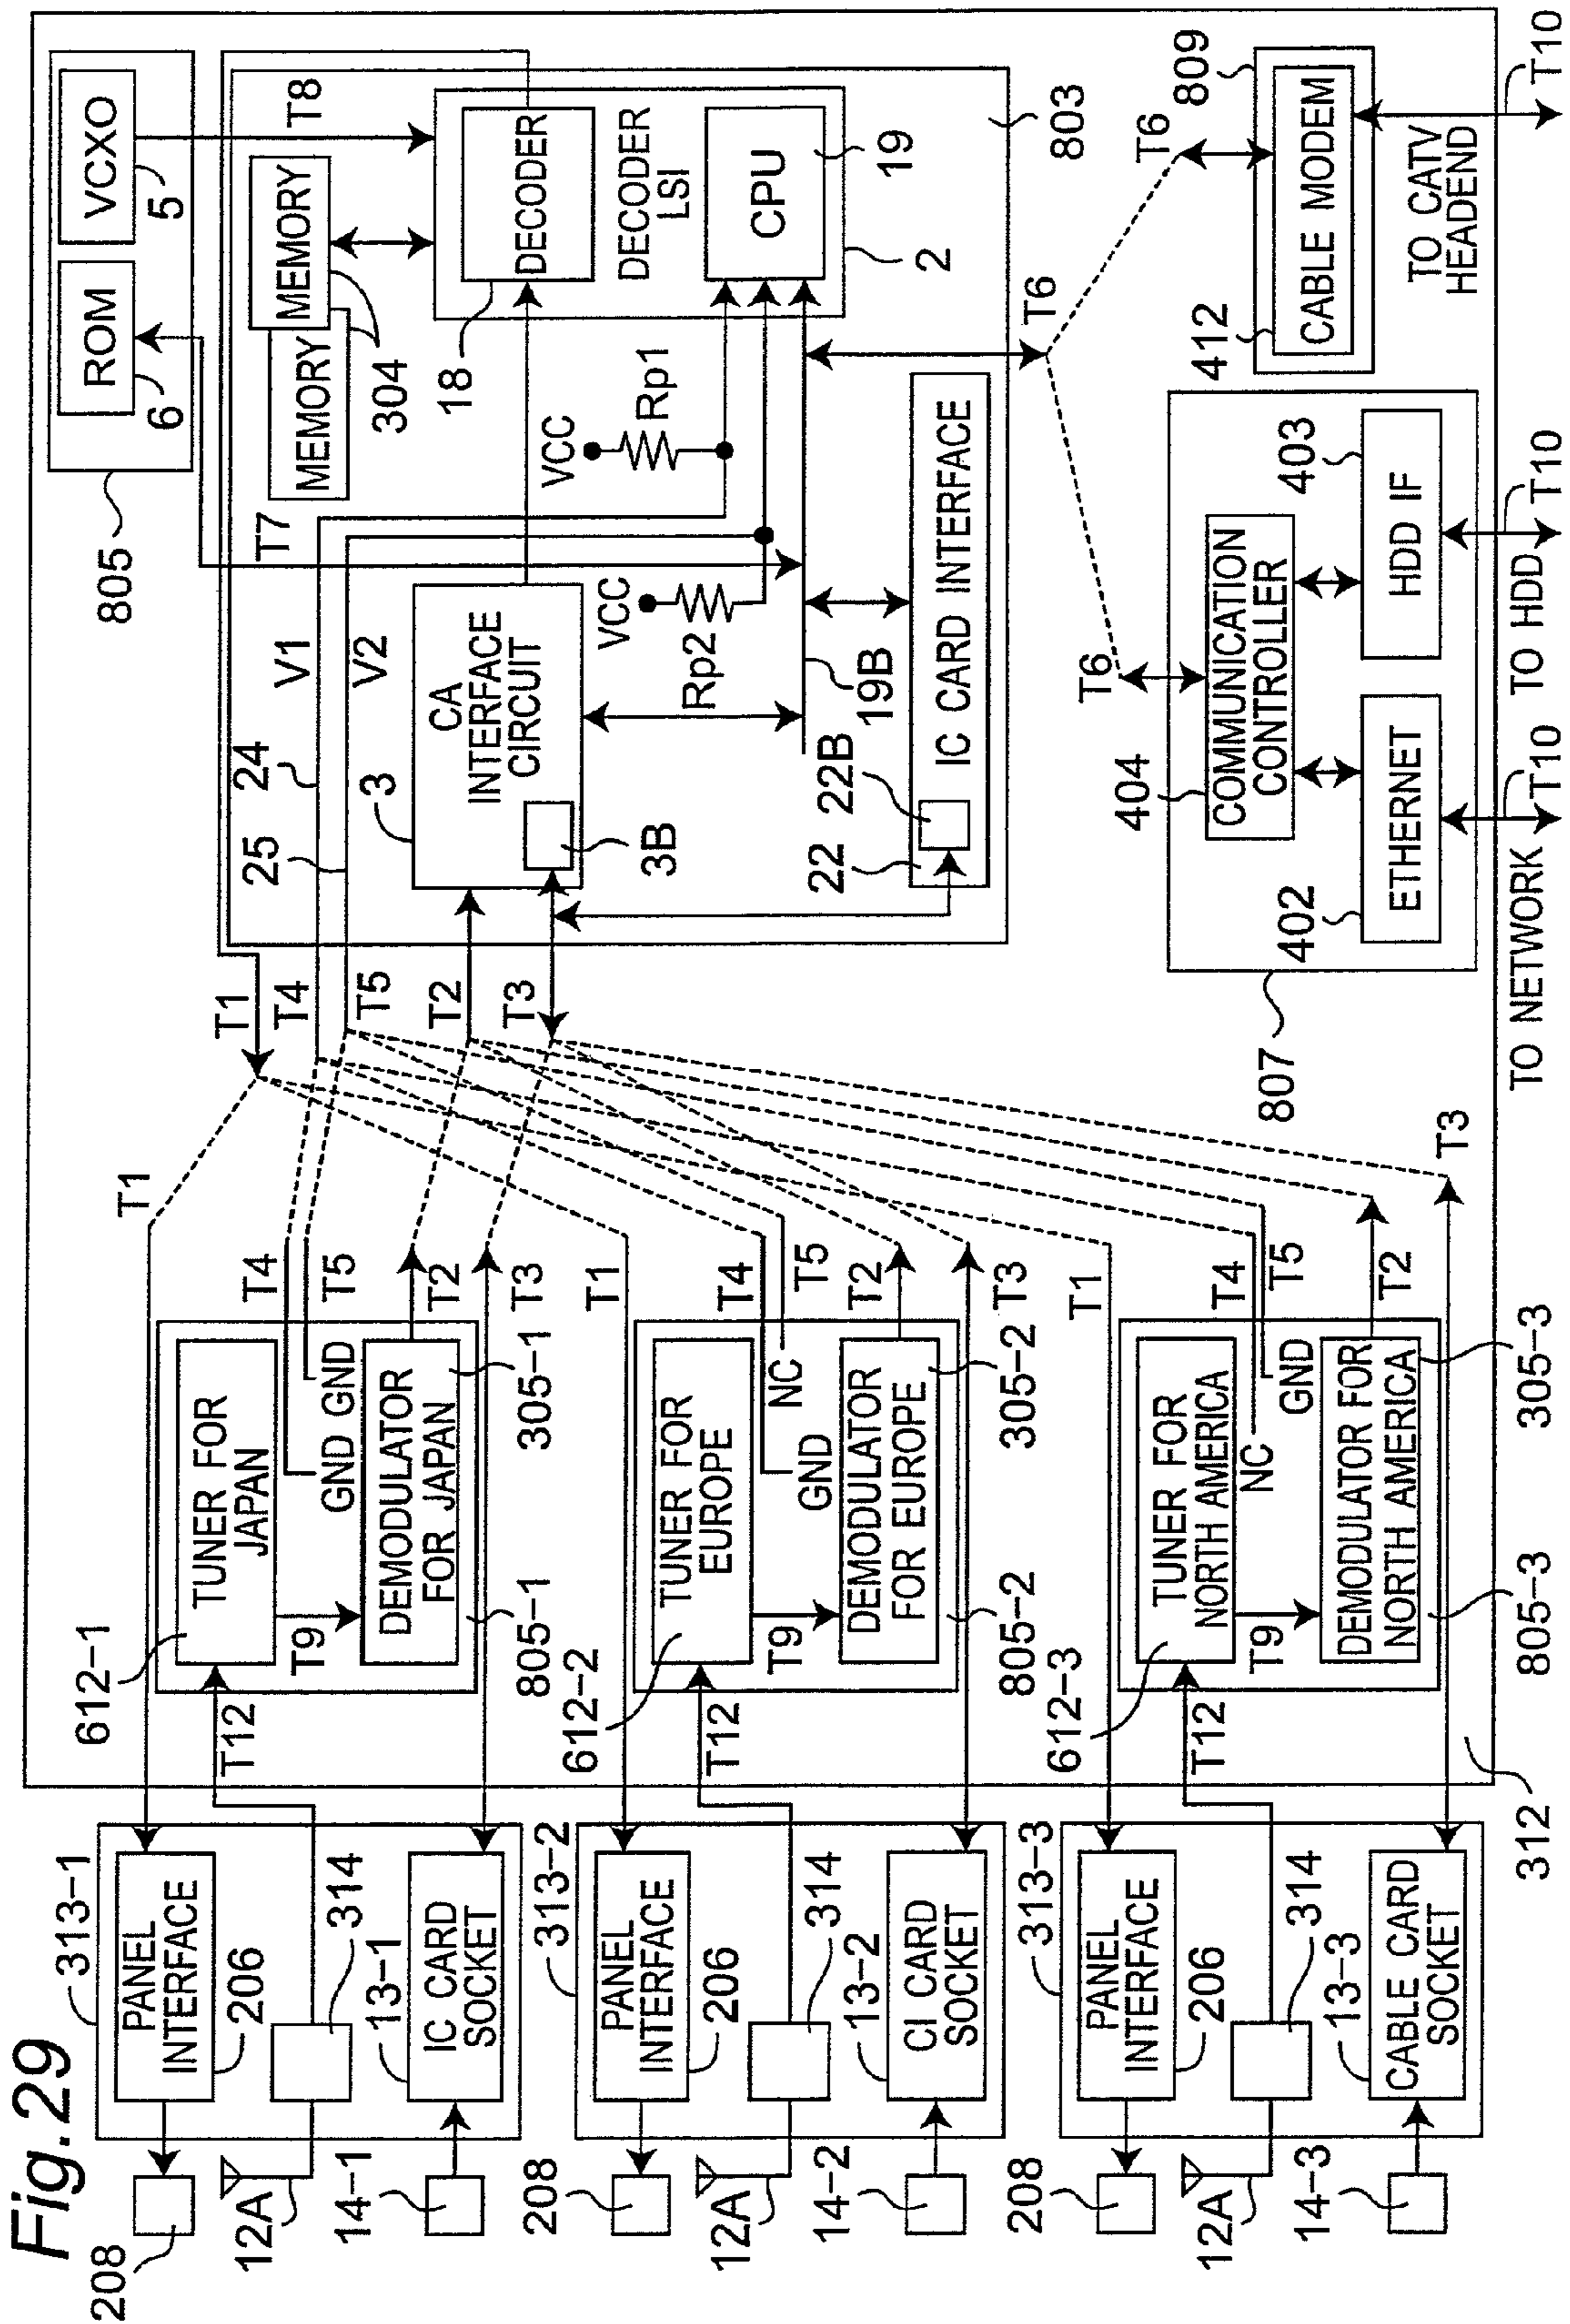 Fig.29
208
12A
14-1
313-1
PANEL
INTERFACE
206
314
13-1
IC CARD
SOCKET
208
12A
14-2
313-2
PANEL
INTERFACE
206
314
13-2
CI CARD
SOCKET
208
12A
14-3
313-3
PANEL
INTERFACE
206
314
13-3
CABLE CARD
SOCKET
312
612-1
T12
TUNER FOR
JAPAN
T9
GND
GND
DEMODULATOR
FOR JAPAN
805-1
305-1
T1
T4
T5
T2
T3
612-2
T12
TUNER FOR
EUROPE
T9
GND
NC
DEMODULATOR
FOR EUROPE
805-2
305-2
T1
T4
T5
T2
T3
612-3
T12
TUNER FOR
NORTH AMERICA
T9
NC
GND
DEMODULATOR FOR
NORTH AMERICA
805-3
305-3
T1
T4
T5
T2
T3
T1
T4
T5
T2
T3
24
25
V1
V2
T7
805
ROM
6
VCXO
5
T8
MEMORY
MEMORY
304
3
CA
INTERFACE
CIRCUIT
3B
VCC
Rp2
VCC
Rp1
18
DECODER
DECODER
LSI
CPU
19
2
803
19B
22
22B
IC CARD INTERFACE
T6
T6
T6
807
404
COMMUNICATION
CONTROLLER
402
ETHERNET
403
HDD IF
TO NETWORK
T10
TO HDD
T10
809
412
CABLE MODEM
TO CATV
HEADEND
T10